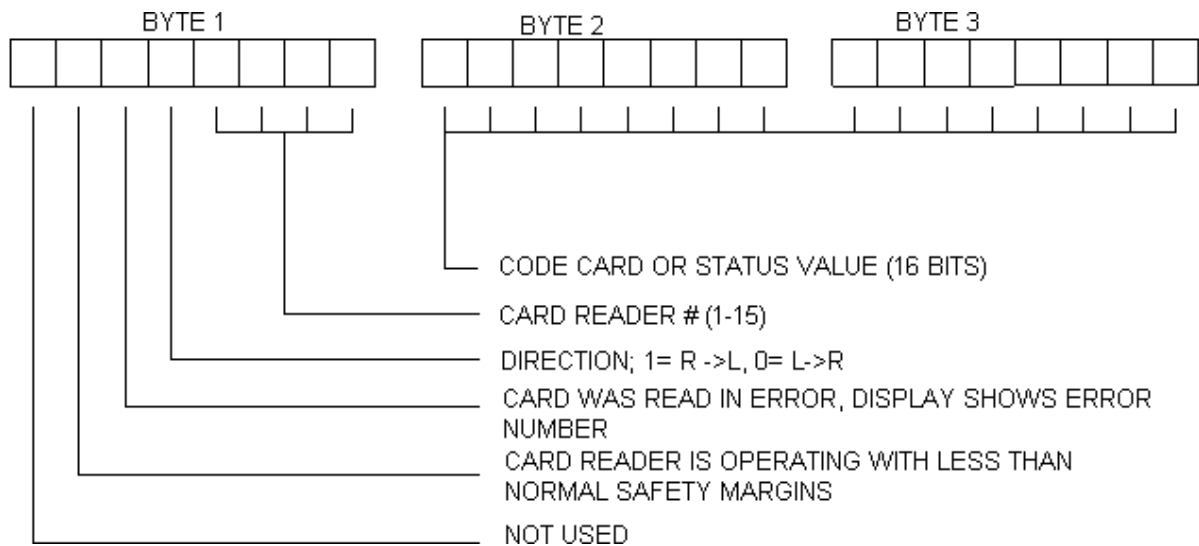 BYTE 1
BYTE 2
BYTE 3
CODE CARD OR STATUS VALUE (16 BITS)
CARD READER # (1-15)
DIRECTION; 1= R ->L, 0= L->R
CARD WAS READ IN ERROR, DISPLAY SHOWS ERROR
NUMBER
CARD READER IS OPERATING WITH LESS THAN
NORMAL SAFETY MARGINS
NOT USED